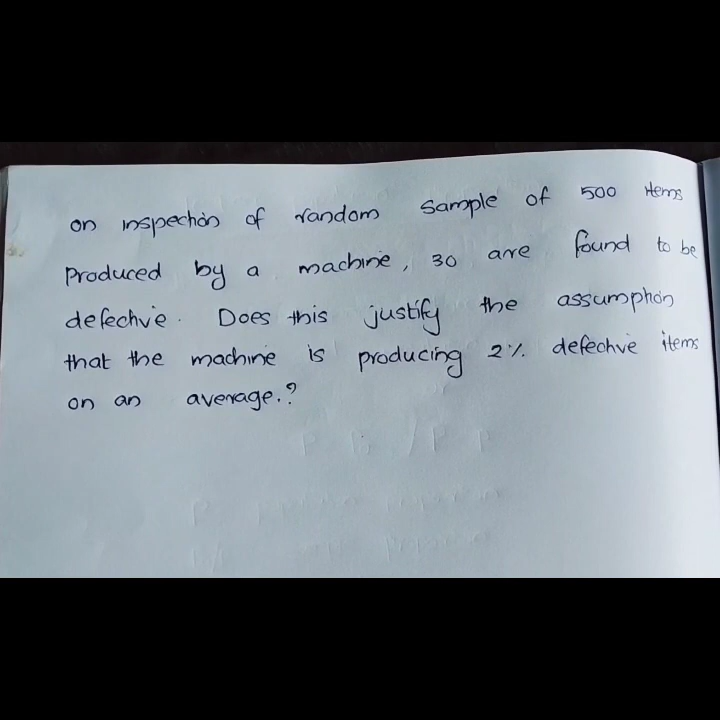 on inspection of random sample of 500 items
Produced by a machine, 30 are found to be
defective. Does this justify the assumption
that the machine is producing 2% defective items
on an average.?